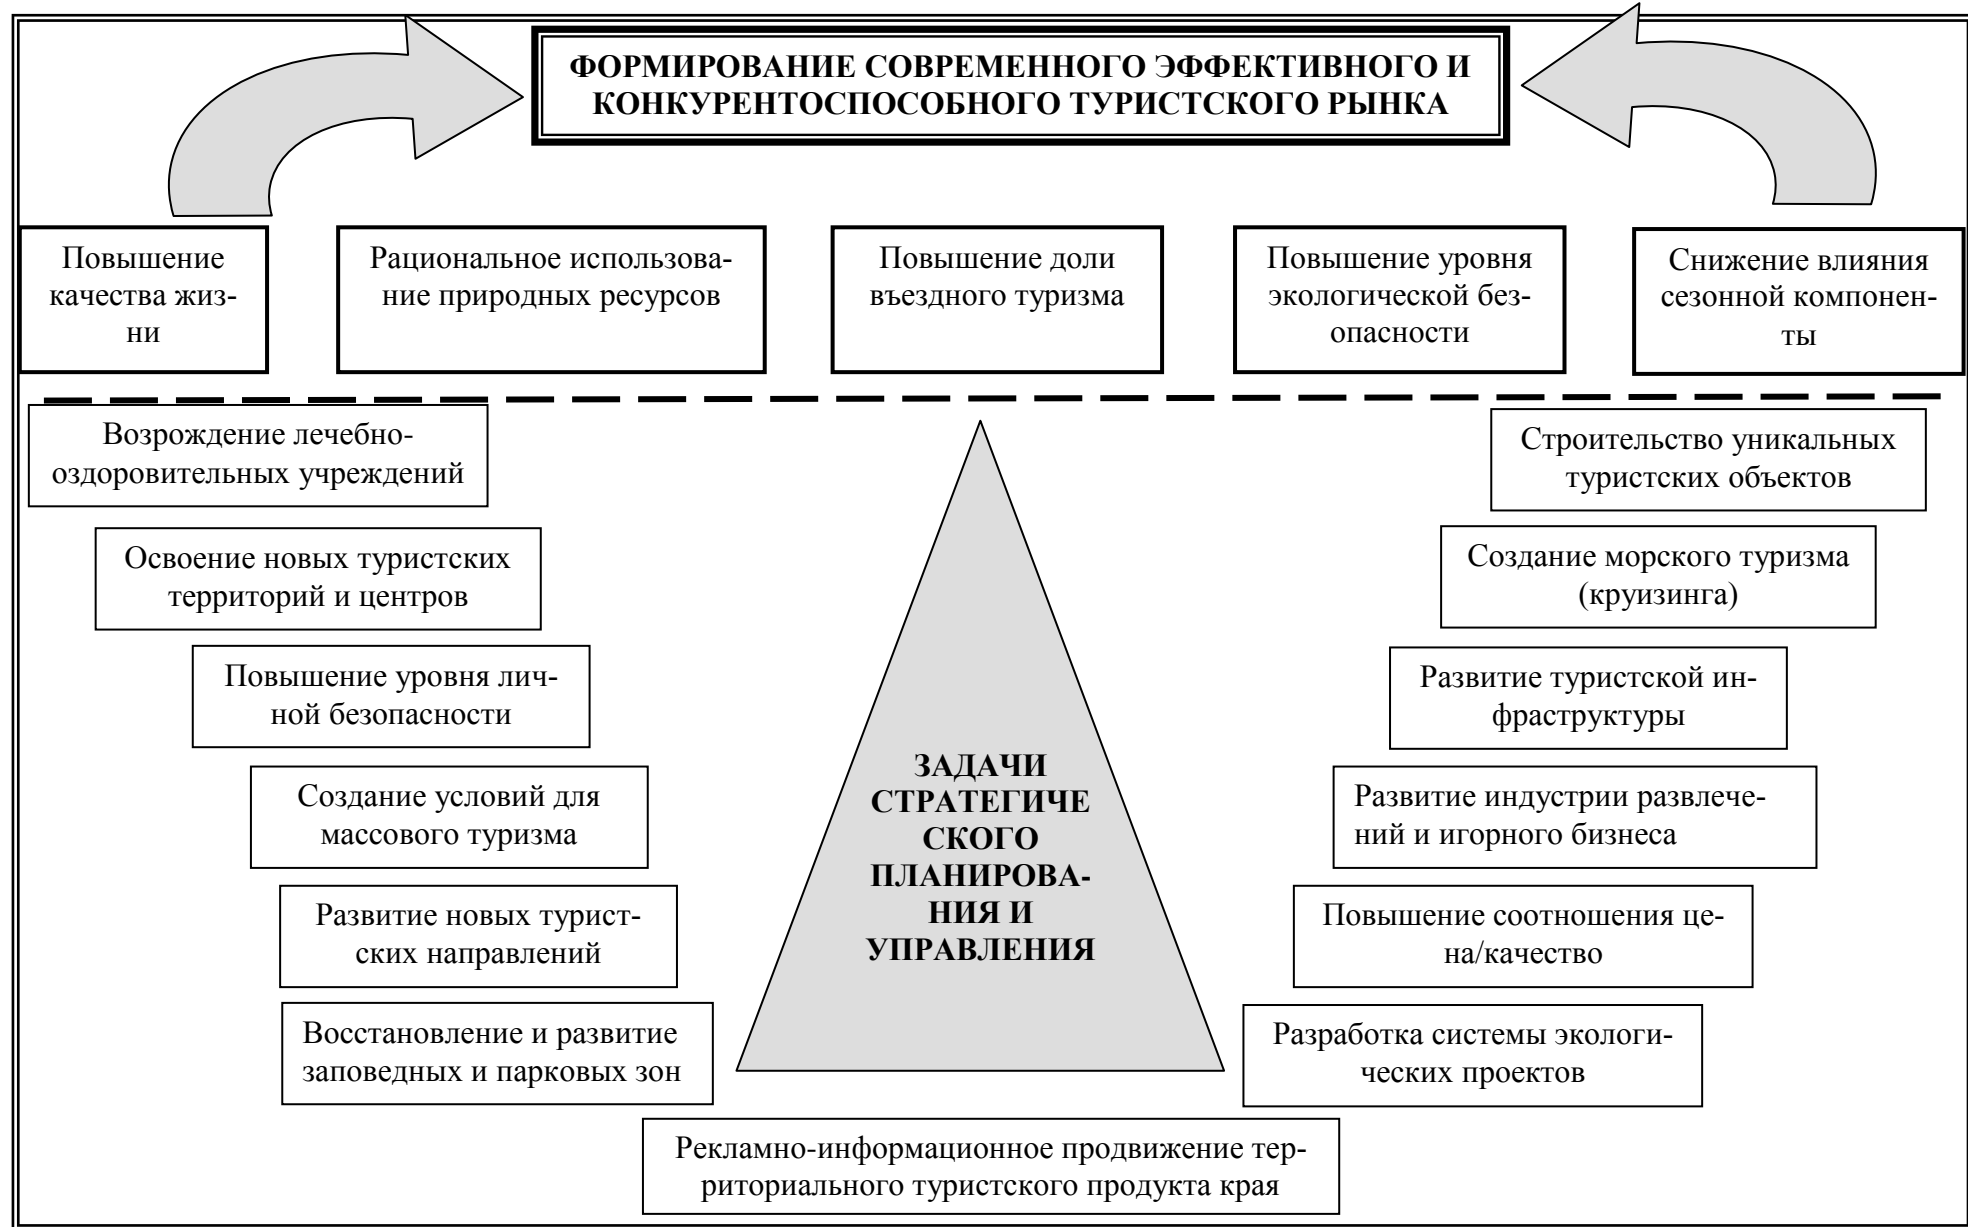 ФОРМИРОВАНИЕ СОВРЕМЕННОГО ЭФФЕКТИВНОГО И
КОНКУРЕНТОСПОСОБНОГО ТУРИСТСКОГО РЫНКА
Повышение
качества жиз-
ни
Рациональное использова-
ние природных ресурсов
Повышение доли
въездного туризма
Повышение уровня
экологической без-
опасности
Снижение влияния
сезонной компонен-
ты
Возрождение лечебно-
оздоровительных учреждений
Освоение новых туристских
территорий и центров
Повышение уровня лич-
ной безопасности
Создание условий для
массового туризма
Развитие новых турист-
ских направлений
Восстановление и развитие
заповедных и парковых зон
ЗАДАЧИ
СТРАТЕГИЧЕ
СКОГО
ПЛАНИРОВА-
НИЯ И
УПРАВЛЕНИЯ
Строительство уникальных
туристских объектов
Создание морского туризма
(круизинга)
Развитие туристской ин-
фраструктуры
Развитие индустрии развлече-
ний и игорного бизнеса
Повышение соотношения це-
на/качество
Разработка системы экологи-
ческих проектов
Рекламно-информационное продвижение тер-
риториального туристского продукта края